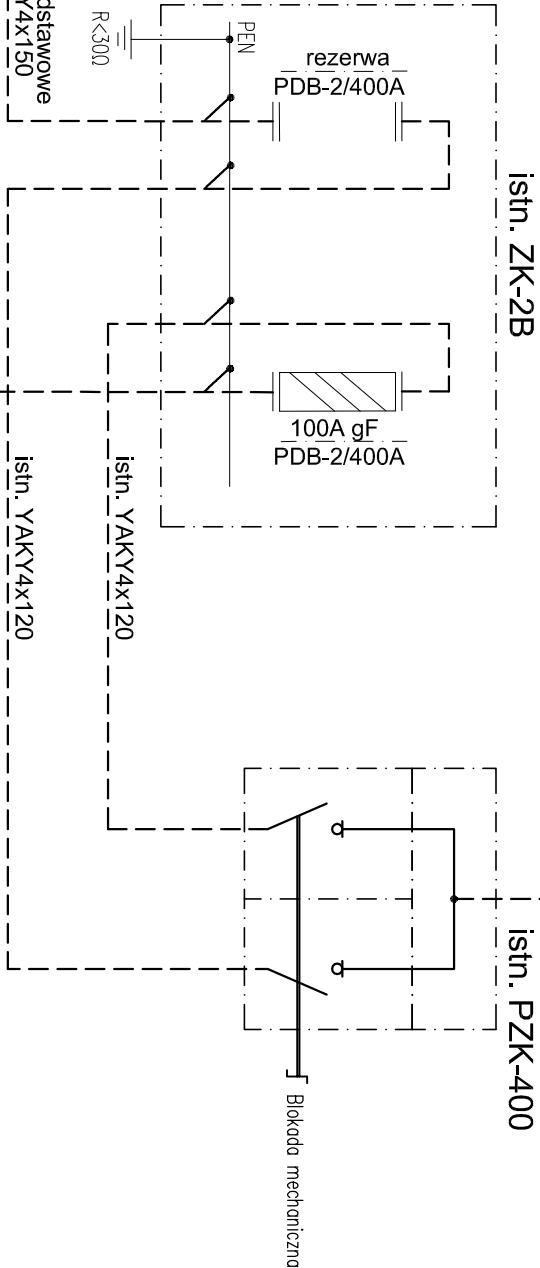 istn. ZK-2B
rezerwa
PDB-2/400A
PEN
R<30Ω
dstawowe
Y4x150
100A gF
PDB-2/400A
istn. YAKY4x120
istn. YAKY4x120
istn. PZK-400
Blokada mechaniczna